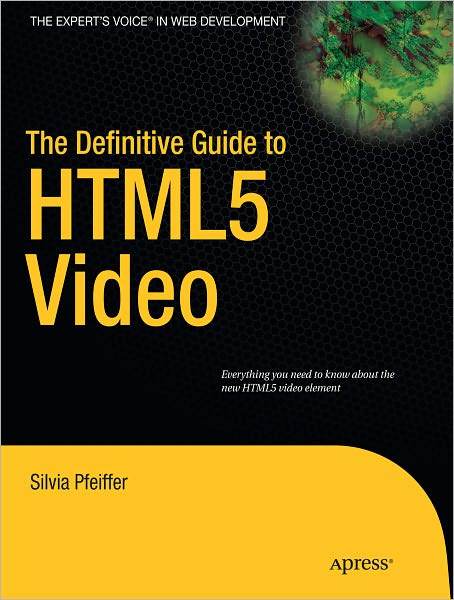 THE EXPERT'S VOICE® IN WEB DEVELOPMENT
The Definitive Guide to
HTML5
Video
Everything you need to know about the
new HTML5 video element
Silvia Pfeiffer
Apress®